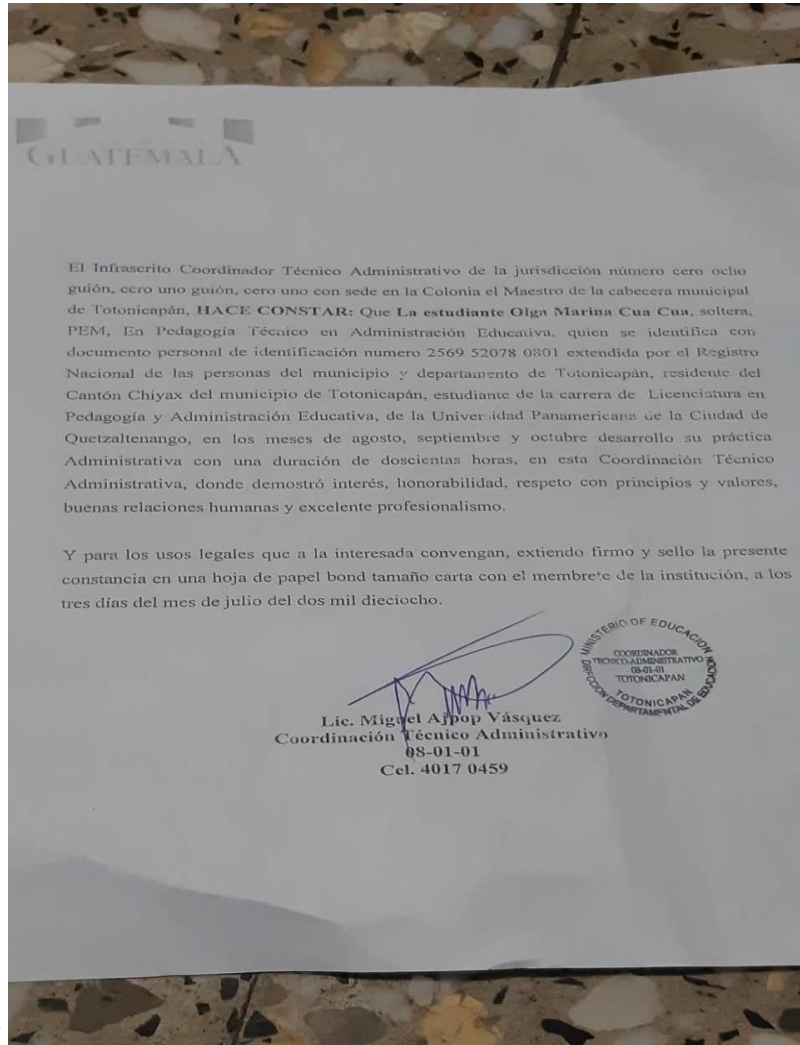 GUATEMALA
El Infrascrito Coordinador Técnico Administrativo de la jurisdicción número cero ocho
guión, cero uno guión, cero uno con sede en la Colonia el Maestro de la cabecera municipal
de Totonicapán, HACE CONSTAR: Que La estudiante Olga Marina Cua Cua, soltera,
PEM, En Pedagogía Técnico en Administración Educativa, quien se identifica con
documento personal de identificación numero 2569 52078 0801 extendida por el Registro
Nacional de las personas del municipio y departamento de Totonicapán, residente del
Cantón Chiyax del municipio de Totonicapán, estudiante de la carrera de Licenciatura en
Pedagogía y Administración Educativa, de la Universidad Panamericana de la Ciudad de
Quetzaltenango, en los meses de agosto, septiembre y octubre desarrollo su práctica
Administrativa con una duración de doscientas horas, en esta Coordinación Técnico
Administrativa, donde demostró interés, honorabilidad, respeto con principios y valores,
buenas relaciones humanas y excelente profesionalismo.
Y para los usos legales que a la interesada convengan, extiendo firmo y sello la presente
constancia en una hoja de papel bond tamaño carta con el membrete de la institución, a los
tres días del mes de julio del dos mil dieciocho.
MINISTERIO DE EDUCACION
COORDINADOR
TECNICO-ADMINISTRATIVO
08-01-01
TOTONICAPAN
TOTONICAPAN
DIRECCION DEPARTAMENTAL DE EDUCACION
Lic. Miguel Ajpop Vásquez
Coordinación Técnico Administrativo
08-01-01
Cel. 4017 0459